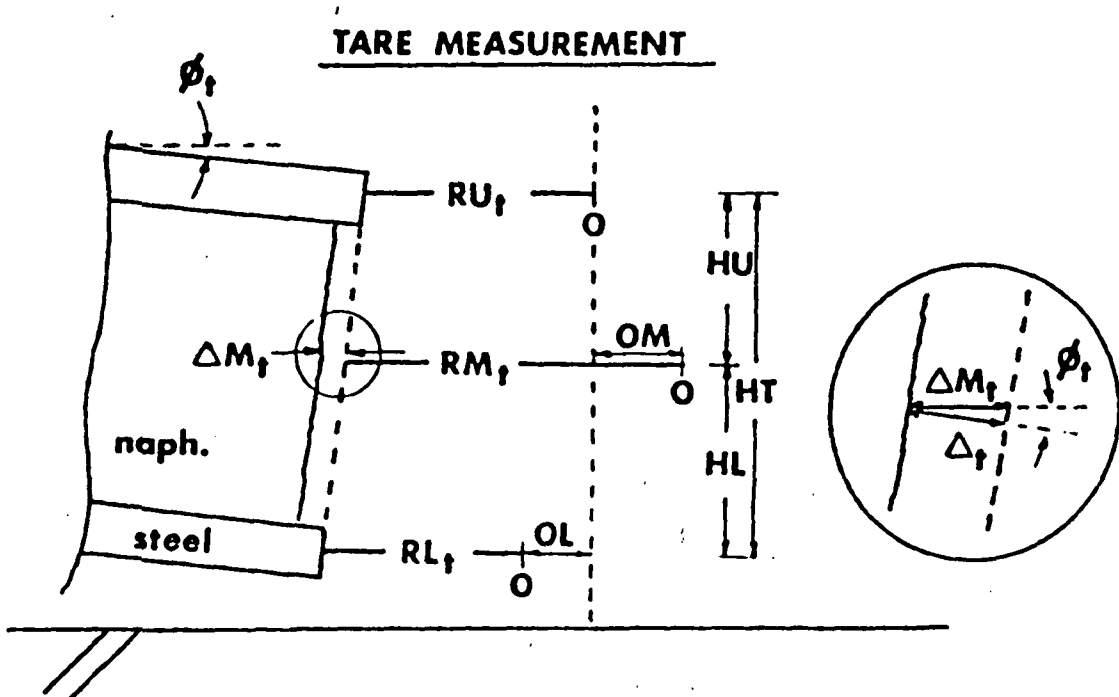 TARE MEASUREMENT
ϕt
RUt
O
HU
OM
ΔMt
RMt
O
HT
ΔMt
ϕt
Δt
naph.
HL
steel
RLt
OL
O